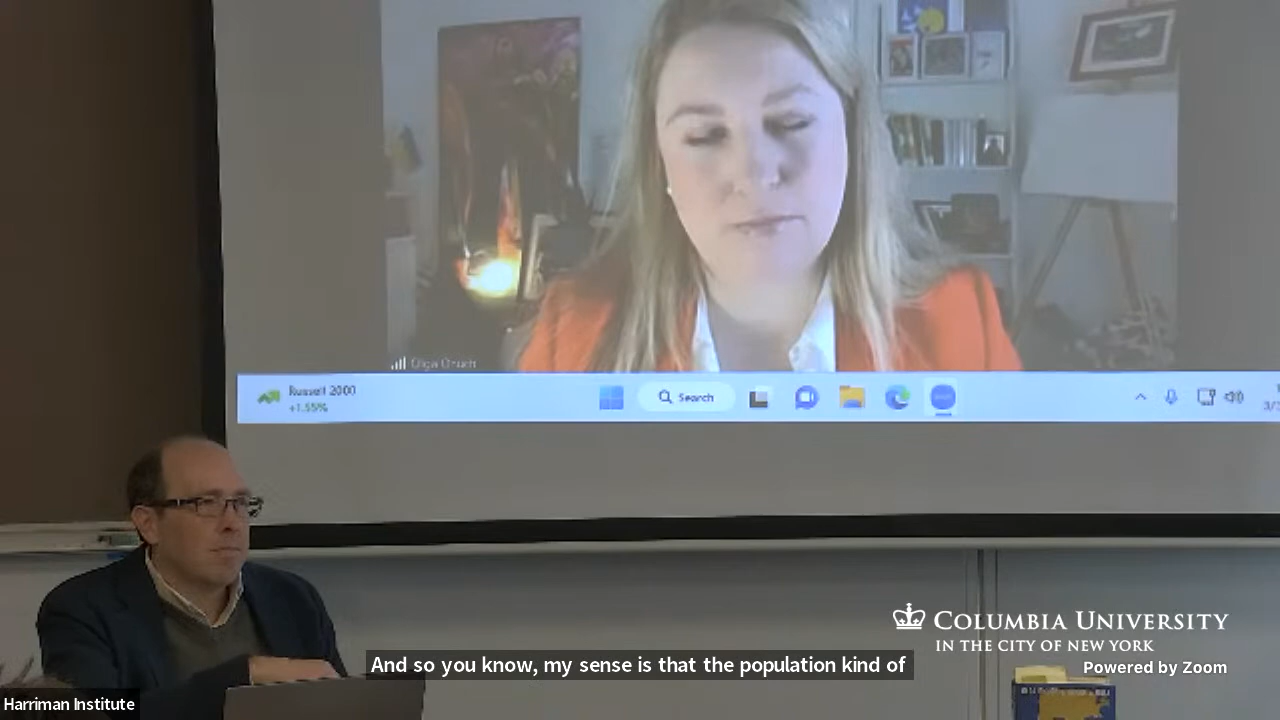 Olga Onuch
Russell 2000
+1.55%
Search
COLUMBIA UNIVERSITY
IN THE CITY OF NEW YORK
And so you know, my sense is that the population kind of
Powered by Zoom
Harriman Institute